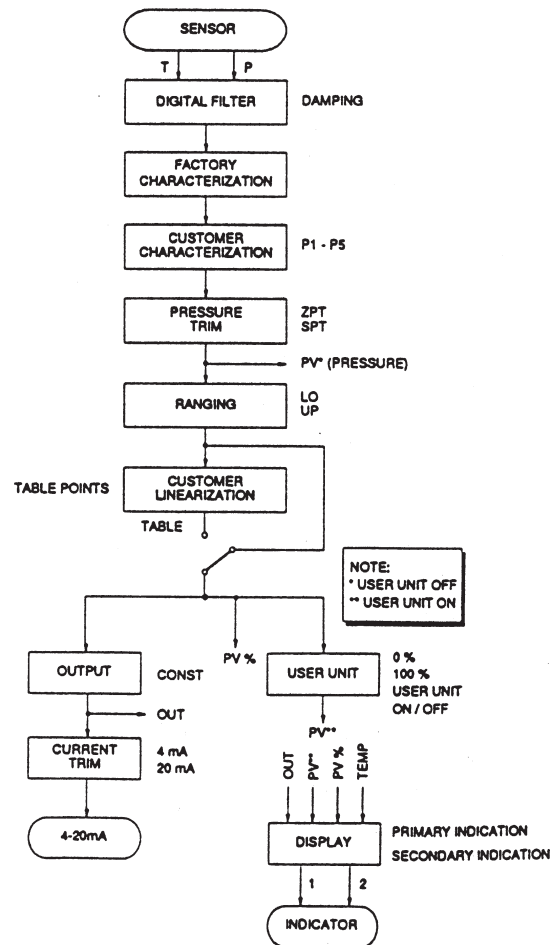 SENSOR
T P
DIGITAL FILTER DAMPING
FACTORY
CHARACTERIZATION
CUSTOMER
CHARACTERIZATION
P1 - P5
PRESSURE
TRIM
ZPT
SPT
PV* (PRESSURE)
RANGING
LO
UP
TABLE POINTS
CUSTOMER
LINEARIZATION
TABLE
NOTE:
* USER UNIT OFF
** USER UNIT ON
OUTPUT CONST
PV %
USER UNIT
0 %
100 %
USER UNIT
ON / OFF
OUT
PV**
CURRENT
TRIM
4 mA
20 mA
OUT
PV**
PV %
TEMP
4-20mA
DISPLAY
PRIMARY INDICATION
SECONDARY INDICATION
1 2
INDICATOR